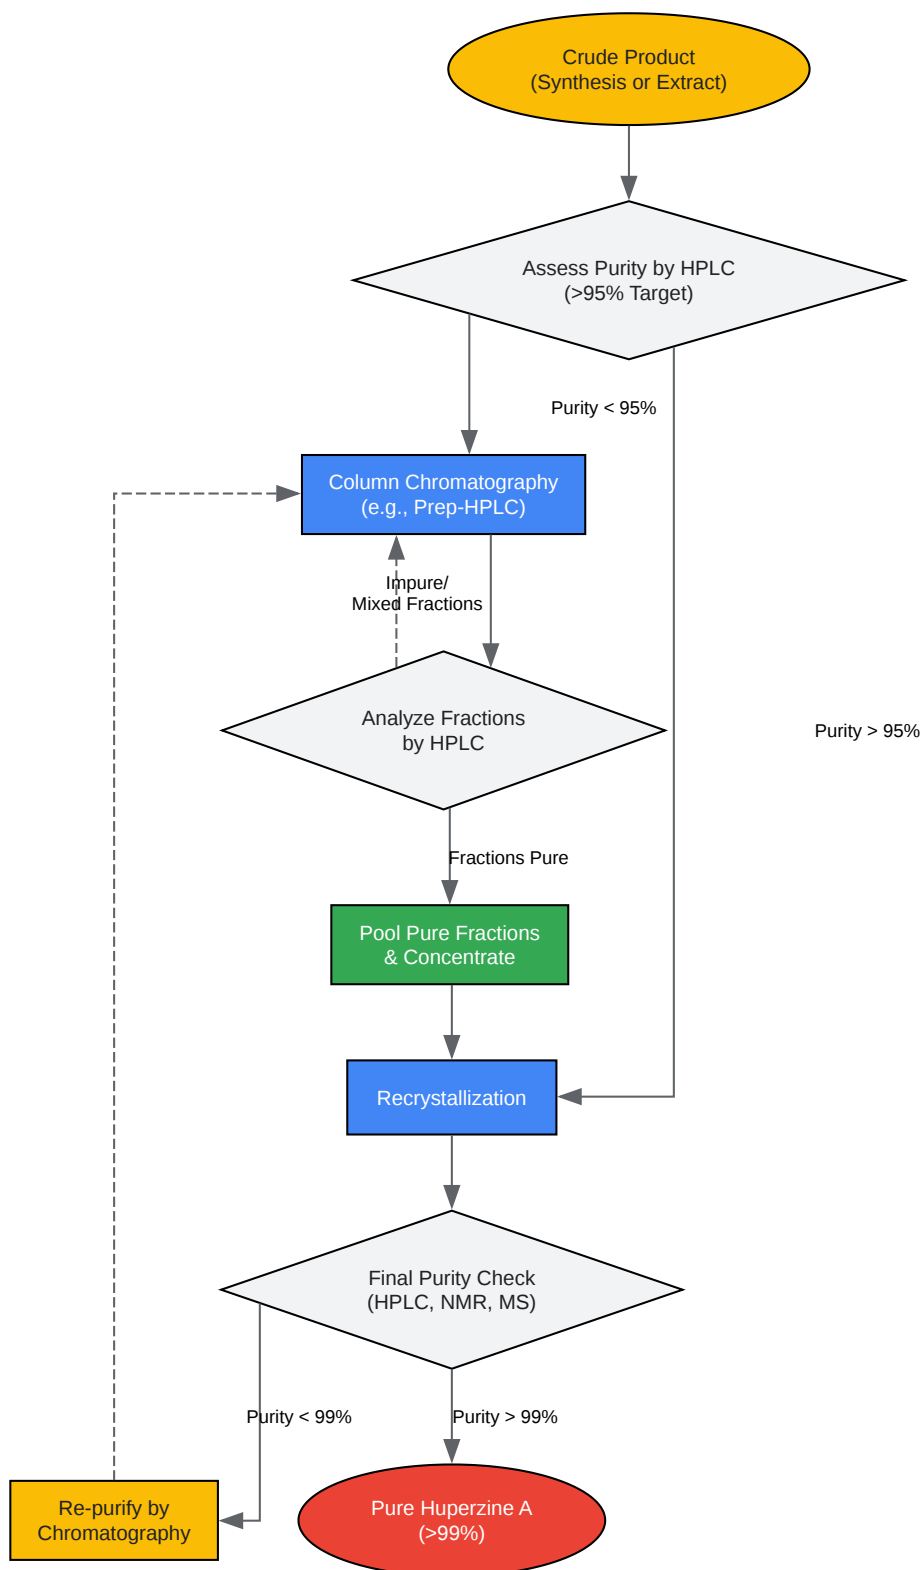 Crude Product
(Synthesis or Extract)
Assess Purity by HPLC
(>95% Target)
Purity < 95%
Column Chromatography
(e.g., Prep-HPLC)
Impure/
Mixed Fractions
Analyze Fractions
by HPLC
Purity > 95%
Fractions Pure
Pool Pure Fractions
& Concentrate
Recrystallization
Final Purity Check
(HPLC, NMR, MS)
Purity < 99%
Purity > 99%
Re-purify by
Chromatography
Pure Huperzine A
(>99%)